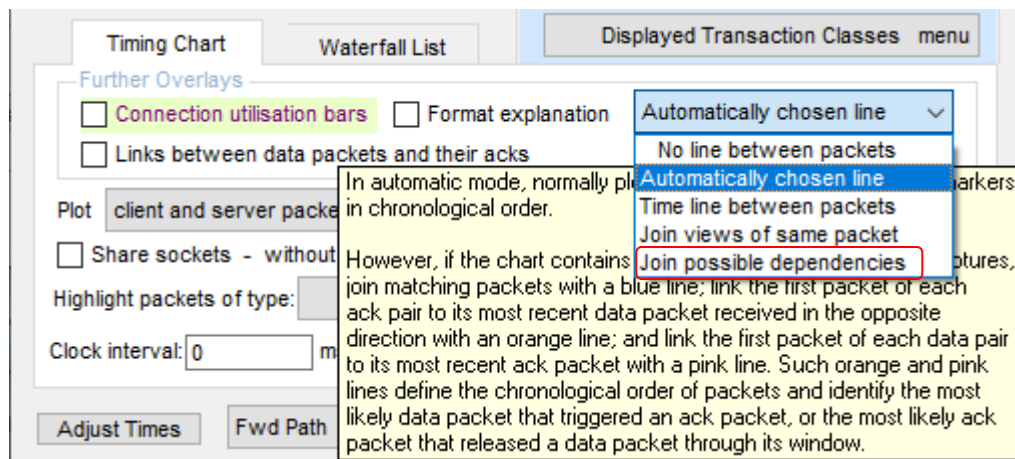 Timing Chart
Waterfall List
Displayed Transaction Classes menu
Further Overlays
Connection utilisation bars
Format explanation
Automatically chosen line
Links between data packets and their acks
No line between packets
Automatically chosen line
Time line between packets
Join views of same packet
Join possible dependencies
Plot client and server packe
Share sockets - without
Highlight packets of type:
Clock interval: 0 m
Adjust Times
Fwd Path
In automatic mode, normally pl arkers
in chronological order.
However, if the chart contains ptures,
join matching packets with a blue line; link the first packet of each
ack pair to its most recent data packet received in the opposite
direction with an orange line; and link the first packet of each data pair
to its most recent ack packet with a pink line. Such orange and pink
lines define the chronological order of packets and identify the most
likely data packet that triggered an ack packet, or the most likely ack
packet that released a data packet through its window.